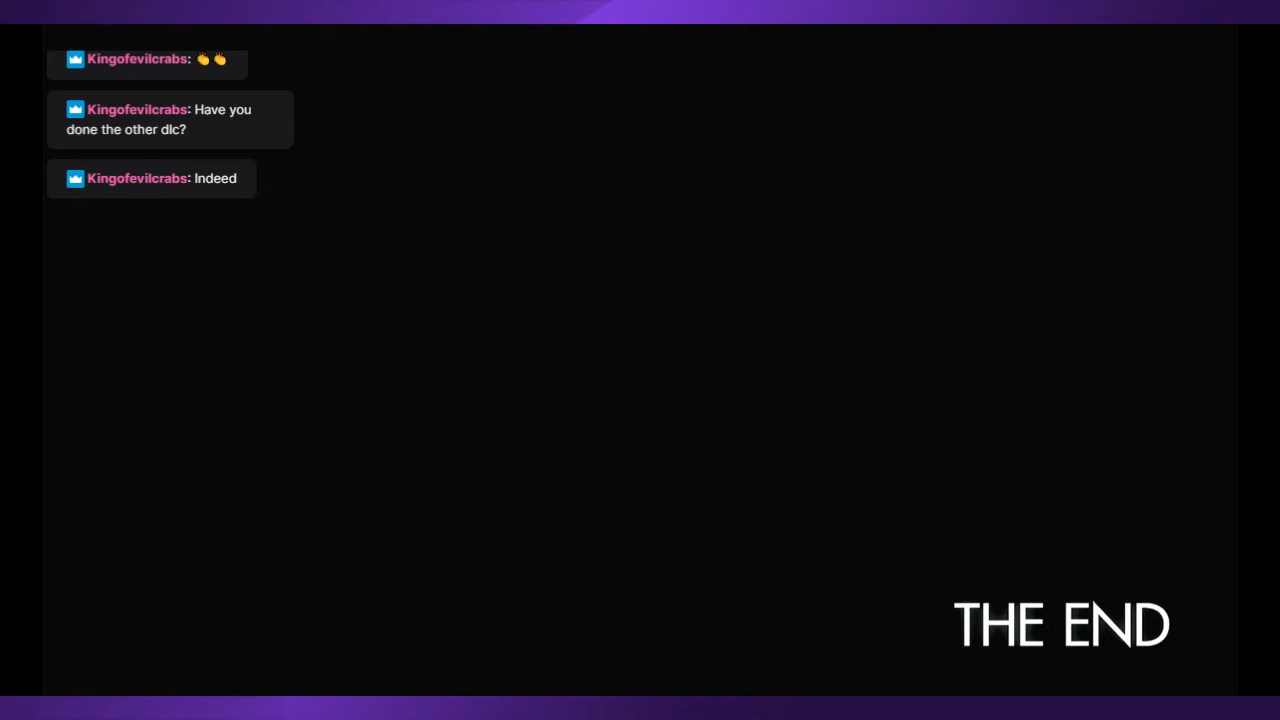 Kingofevilcrabs: 👏👏
Kingofevilcrabs: Have you
done the other dlc?
Kingofevilcrabs: Indeed
THE END